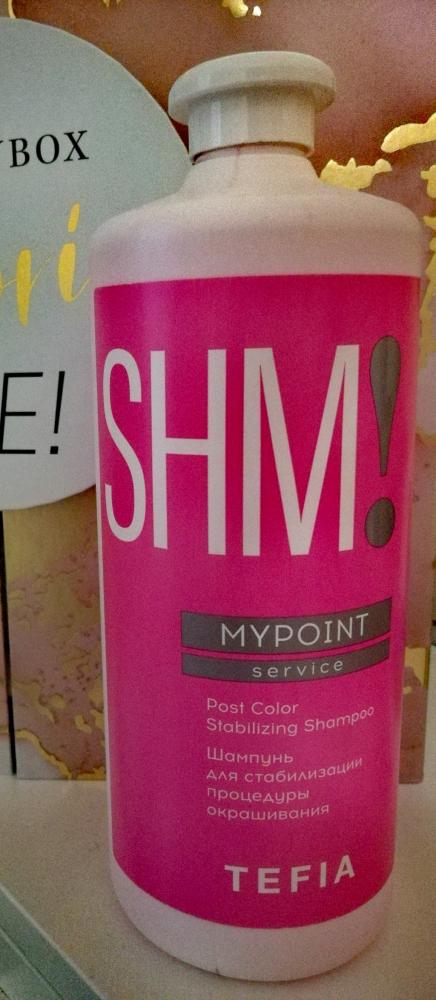 BOX
E!
SHM!
MYPOINT
service
Post Color
Stabilizing Shampoo
Шампунь
для стабилизации
процедуры
окрашивания
TEFIA